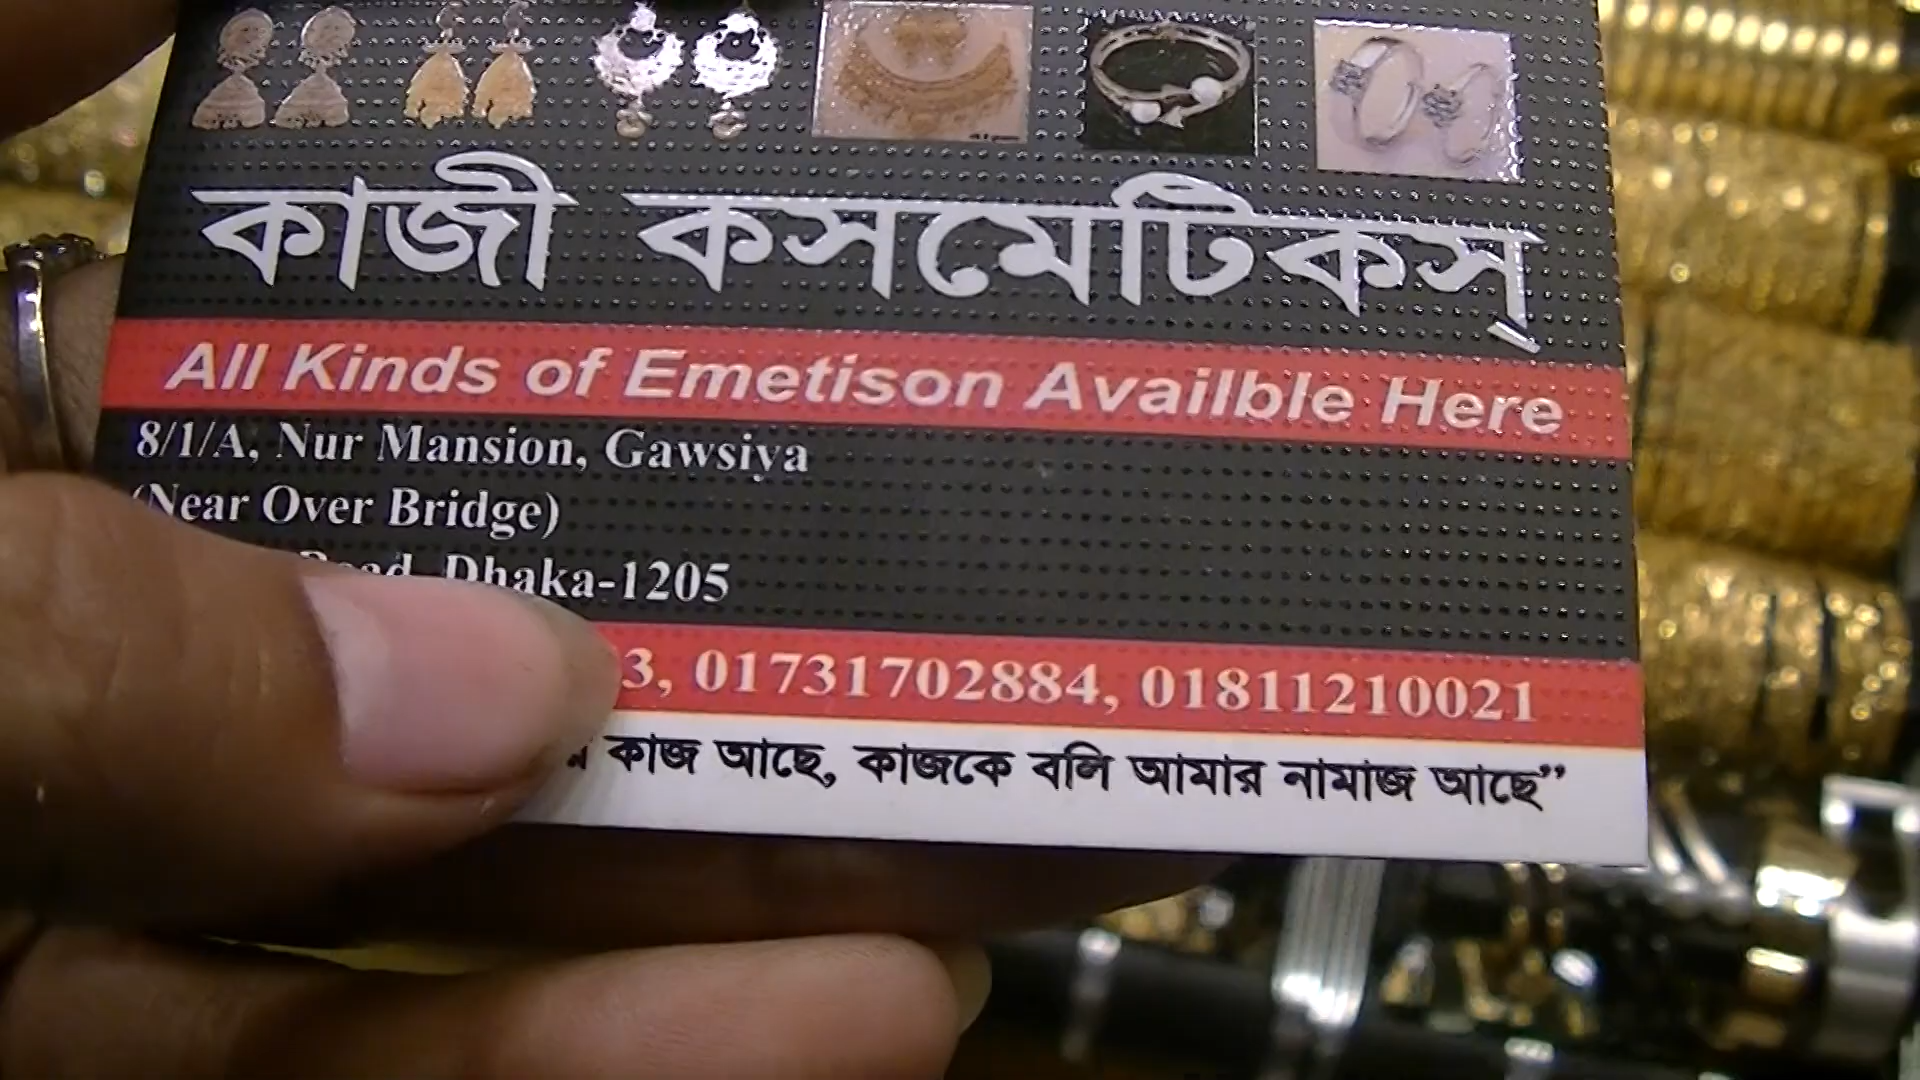 কাজী কসমেটিকস্
All Kinds of Emetison Availble Here
8/1/A, Nur Mansion, Gawsiya
(Near Over Bridge)
Road, Dhaka-1205
3, 01731702884, 01811210021
কাজ আছে, কাজকে বলি আমার নামাজ আছে”